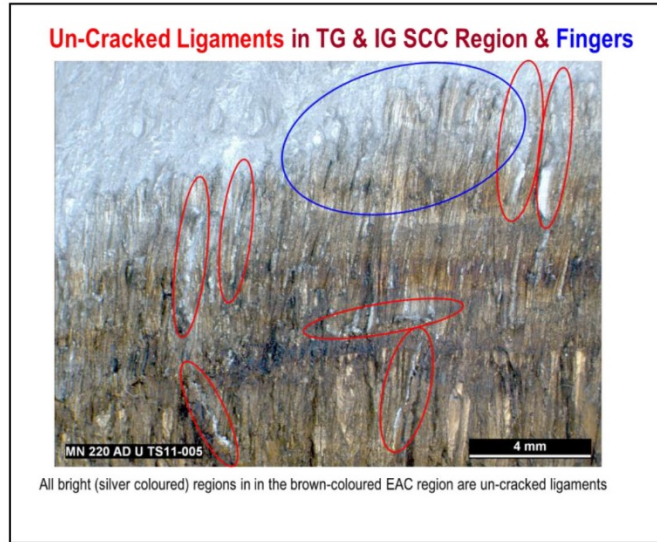 Un-Cracked Ligaments in TG & IG SCC Region & Fingers
MN 220 AD U TS11-005
4 mm
All bright (silver coloured) regions in in the brown-coloured EAC region are un-cracked ligaments